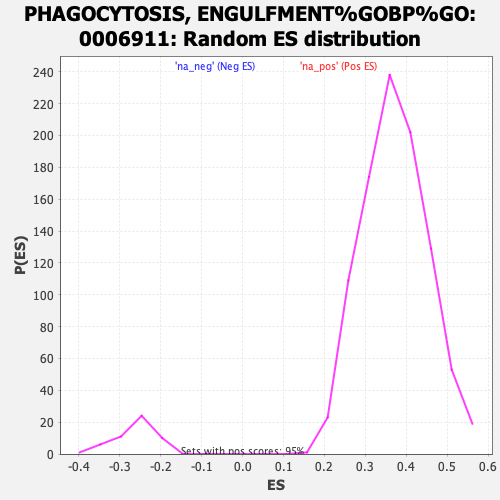 PHAGOCYTOSIS, ENGULFMENT%GOBP%GO:
0006911: Random ES distribution
'na_neg' (Neg ES)
'na_pos' (Pos ES)
240
220
200
180
160
140
120
100
80
60
40
20
0
P(ES)
Sets with pos scores: 95%
-0.4 -0.3 -0.2 -0.1 0.0 0.1 0.2 0.3 0.4 0.5 0.6
ES